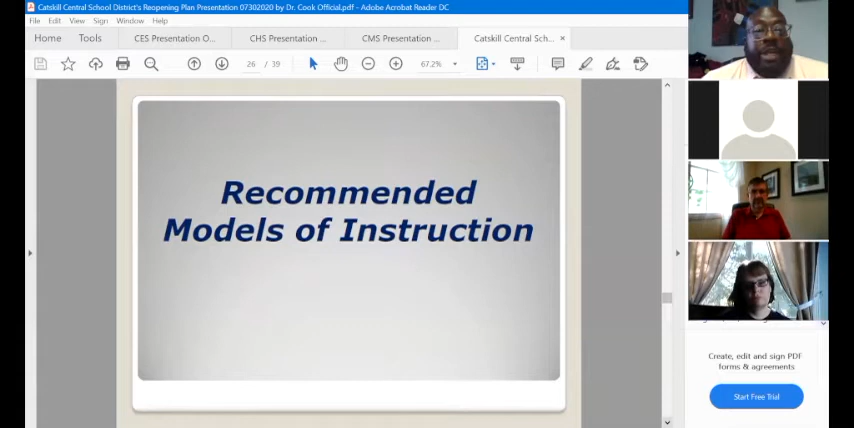 Catskill Central School District's Reopening Plan Presentation 07302020 by Dr. Cook Official.pdf - Adobe Acrobat Reader DC
File Edit View Sign Window Help
Home Tools CES Presentation O... CHS Presentation ... CMS Presentation ... Catskill Central Sch... ×
26 / 39 67.2%
Recommended
Models of Instruction
Create, edit and sign PDF
forms & agreements
Start Free Trial